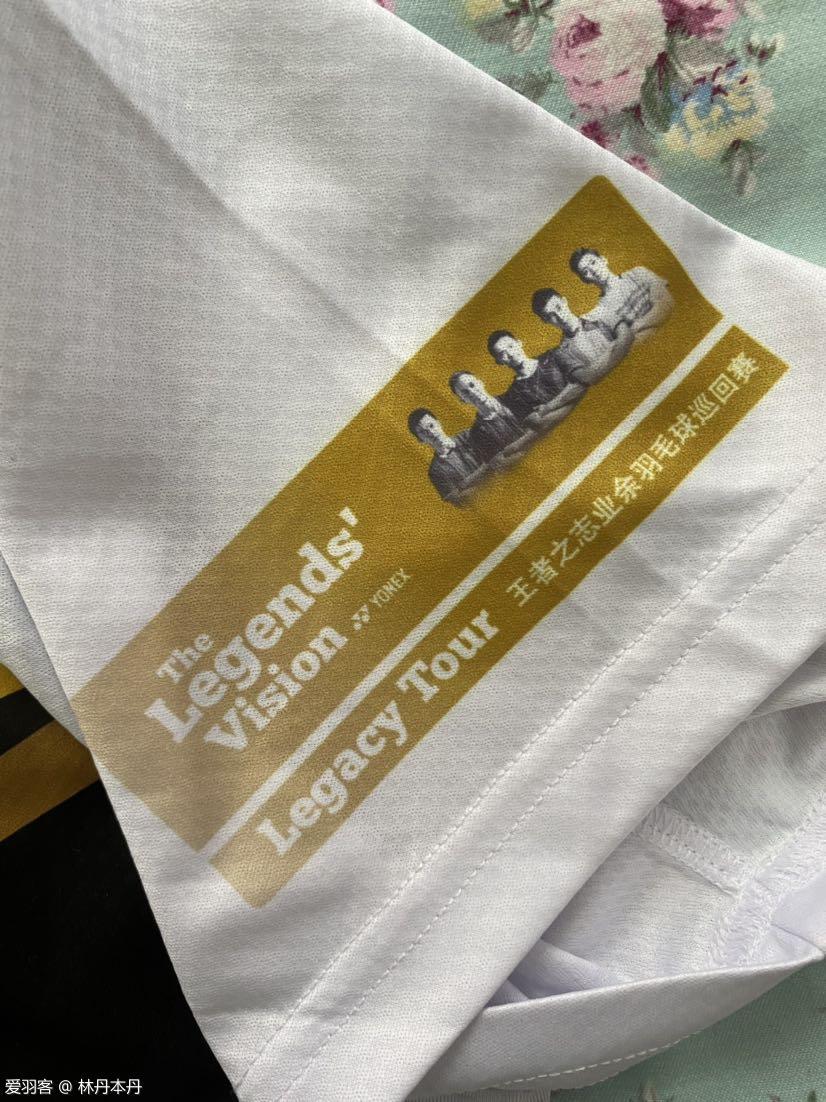 The
Legends'
Vision
YONEX
Legacy Tour
王者之志业余羽毛球巡回赛
爱羽客 @ 林丹本丹